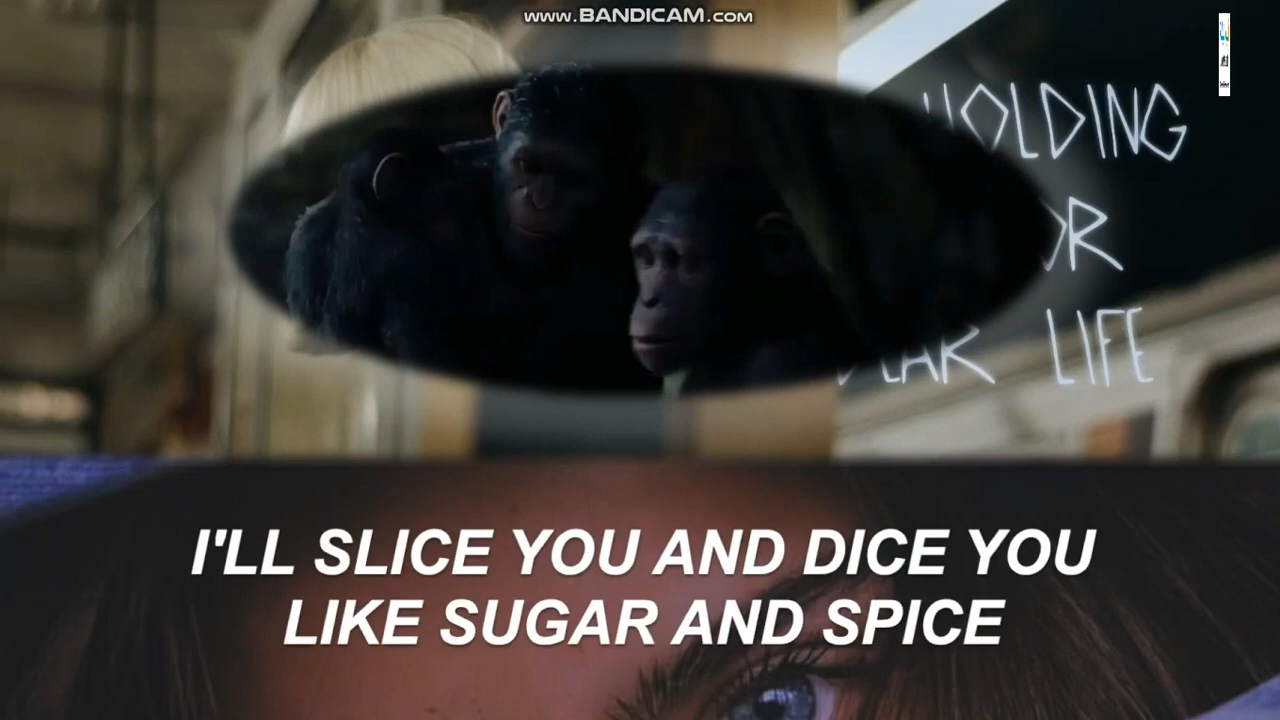 www.BANDICAM.com
HOLDING
LIFE
I'LL SLICE YOU AND DICE YOU
LIKE SUGAR AND SPICE